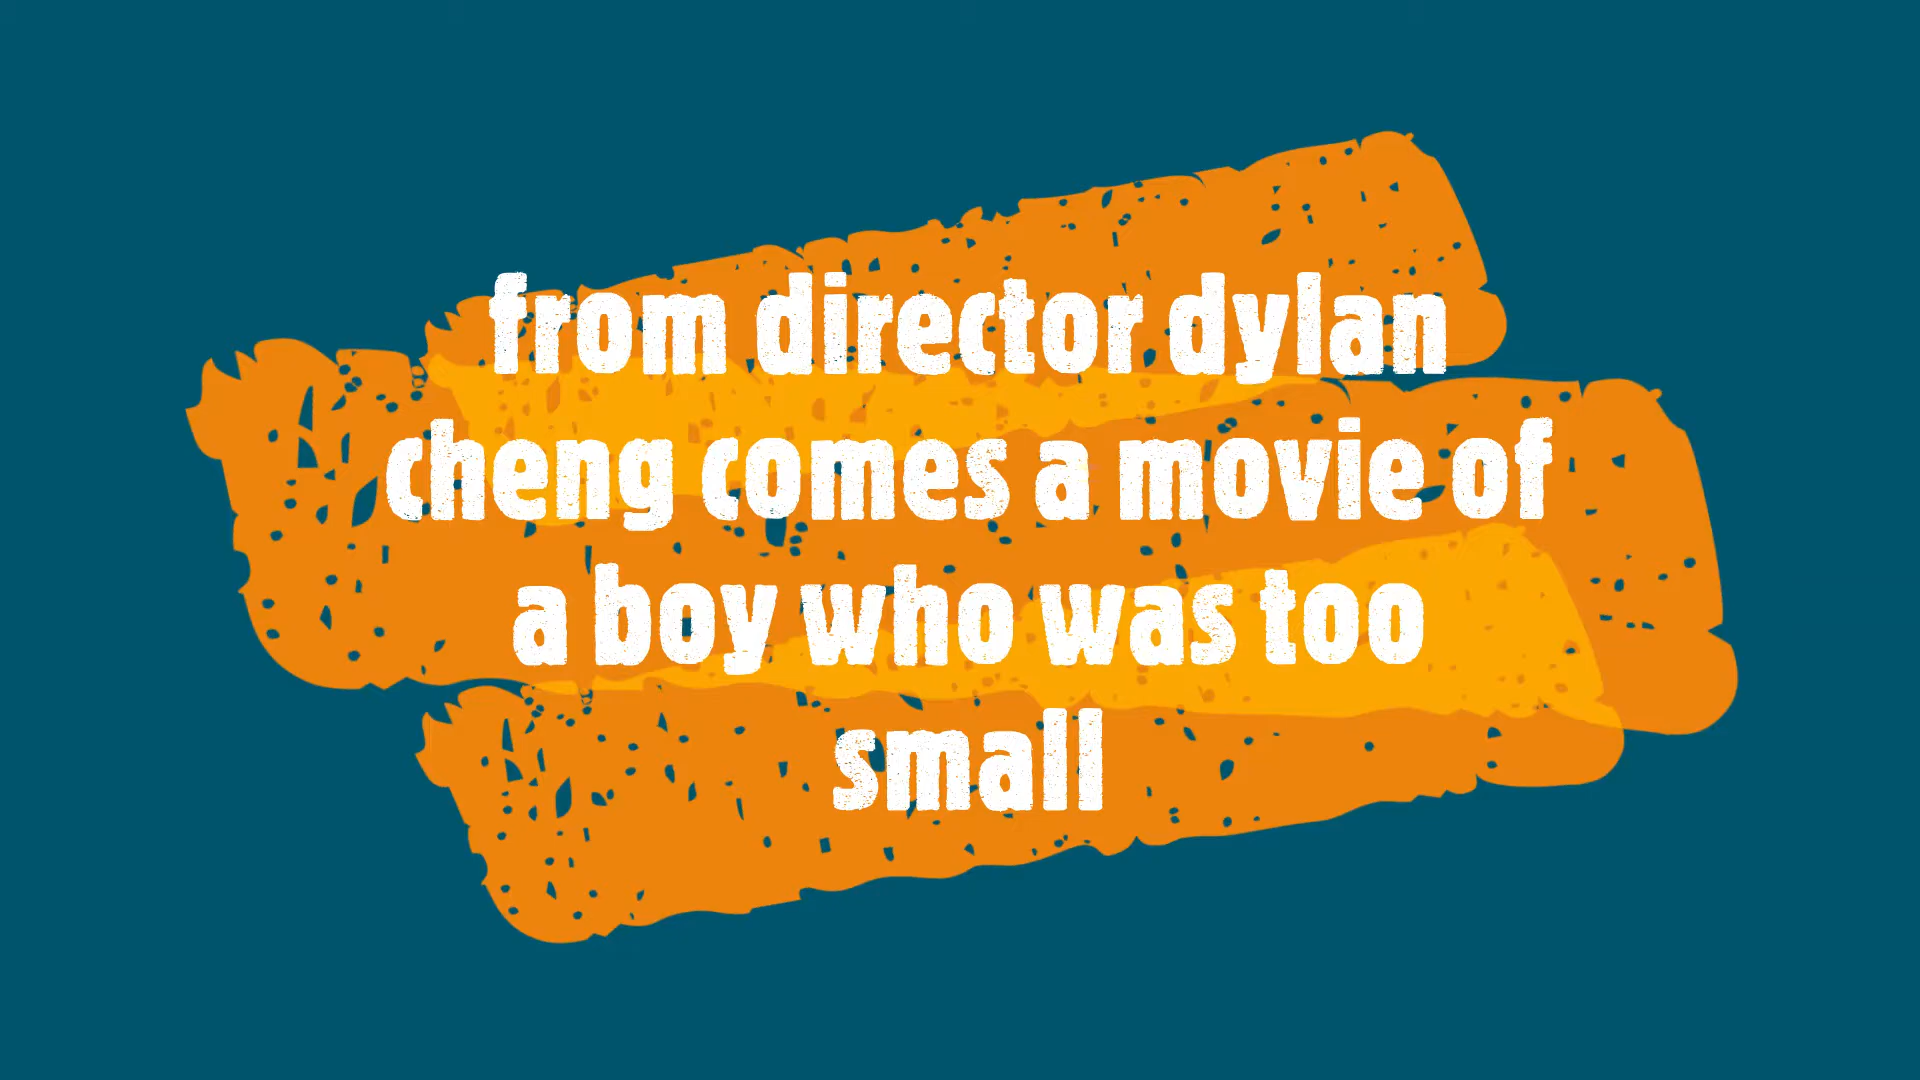 from director dylan
cheng comes a movie of
a boy who was too
small